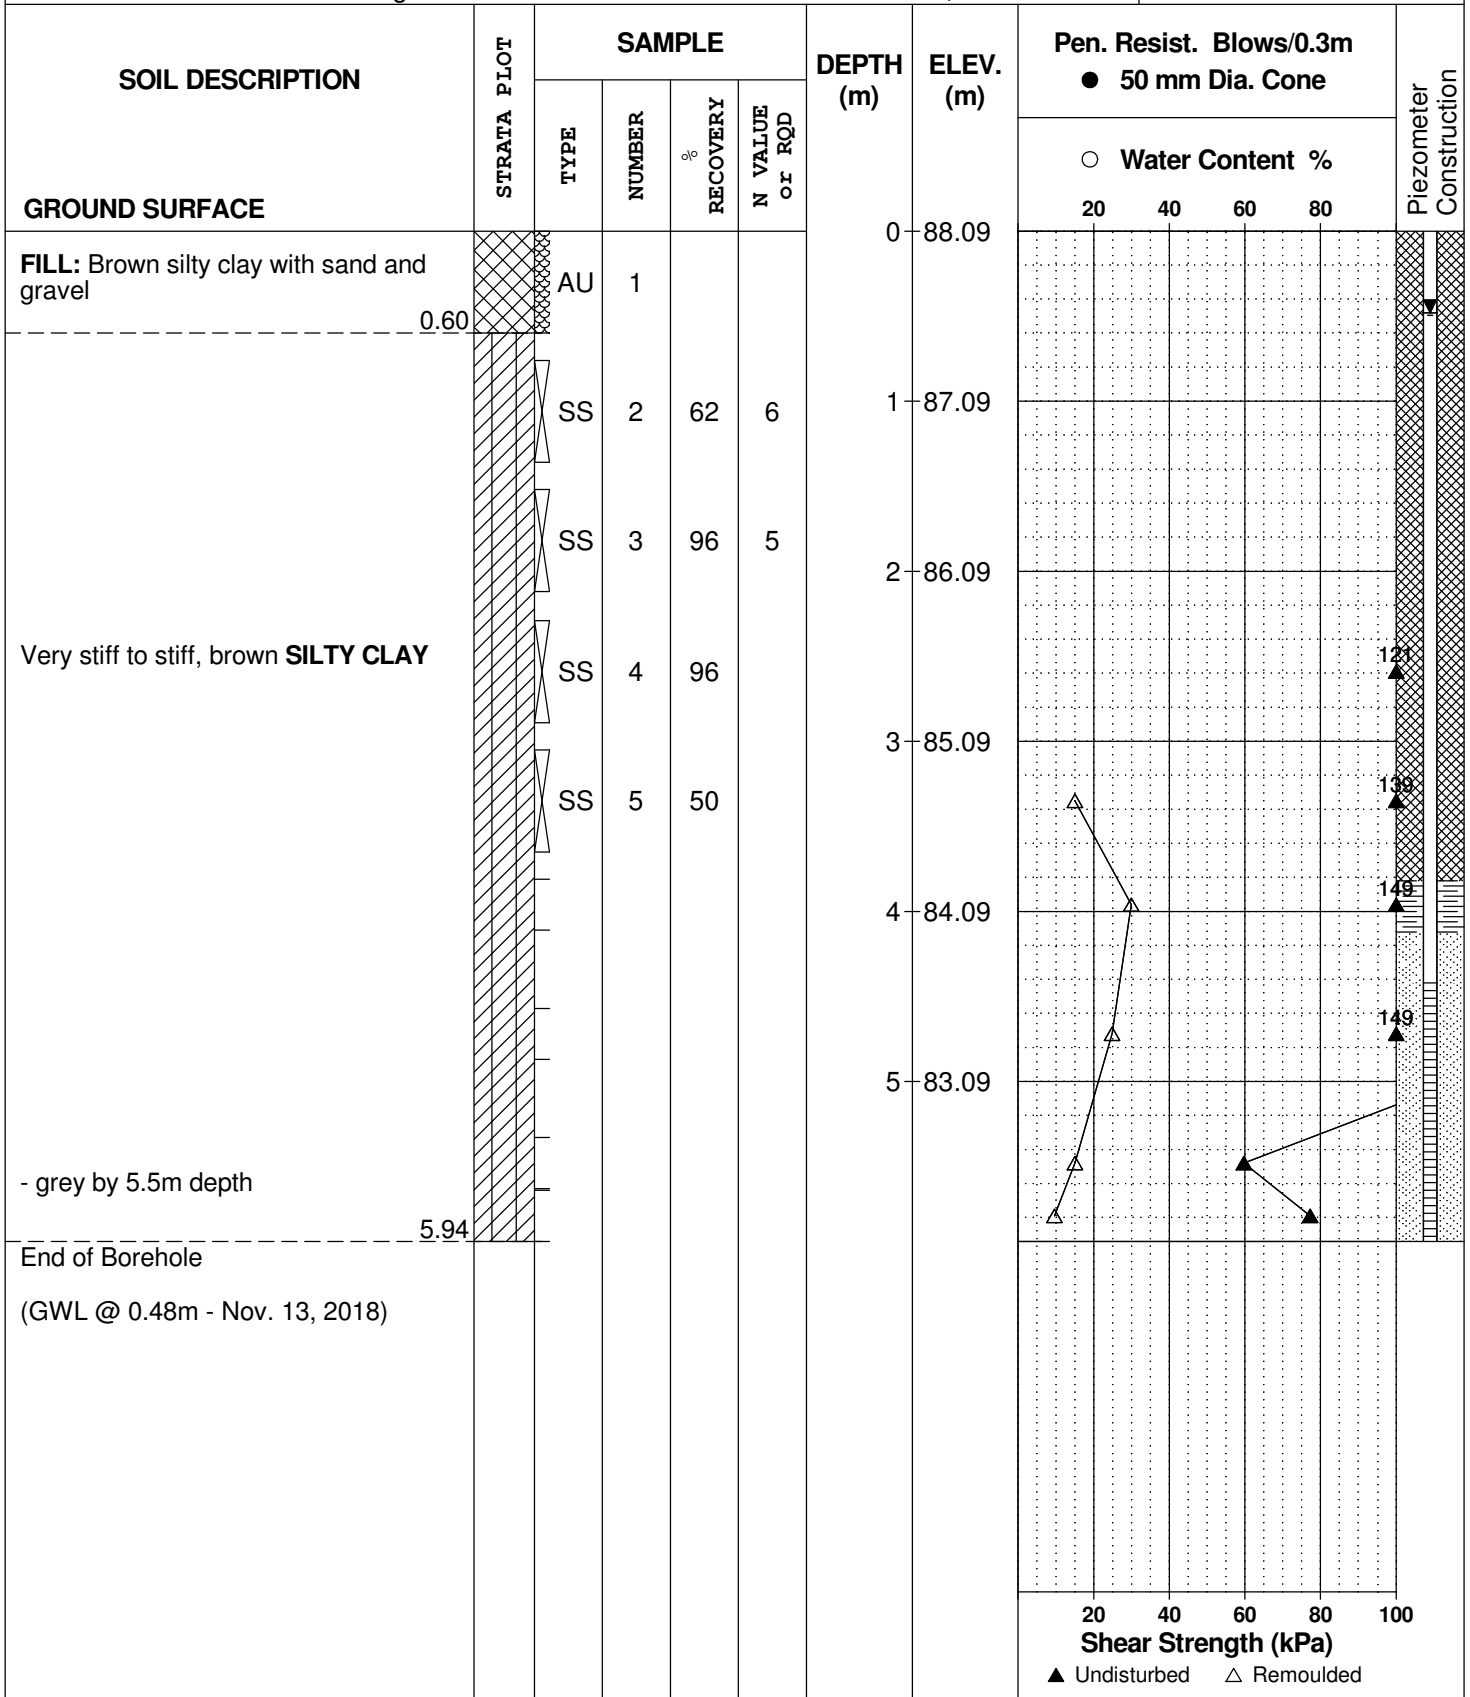 SOIL DESCRIPTION
GROUND SURFACE
STRATA PLOT
SAMPLE
TYPE
NUMBER
%
RECOVERY
N VALUE
or RQD
DEPTH
(m)
ELEV.
(m)
Pen. Resist. Blows/0.3m
● 50 mm Dia. Cone
○ Water Content %
20 40 60 80
Piezometer
Construction
0 88.09
FILL: Brown silty clay with sand and
gravel
0.60
AU 1
SS 2 62 6
1 87.09
SS 3 96 5
2 86.09
Very stiff to stiff, brown SILTY CLAY
SS 4 96
121
3 85.09
SS 5 50
139
149
4 84.09
149
5 83.09
- grey by 5.5m depth
5.94
End of Borehole
(GWL @ 0.48m - Nov. 13, 2018)
20 40 60 80 100
Shear Strength (kPa)
▲ Undisturbed △ Remoulded